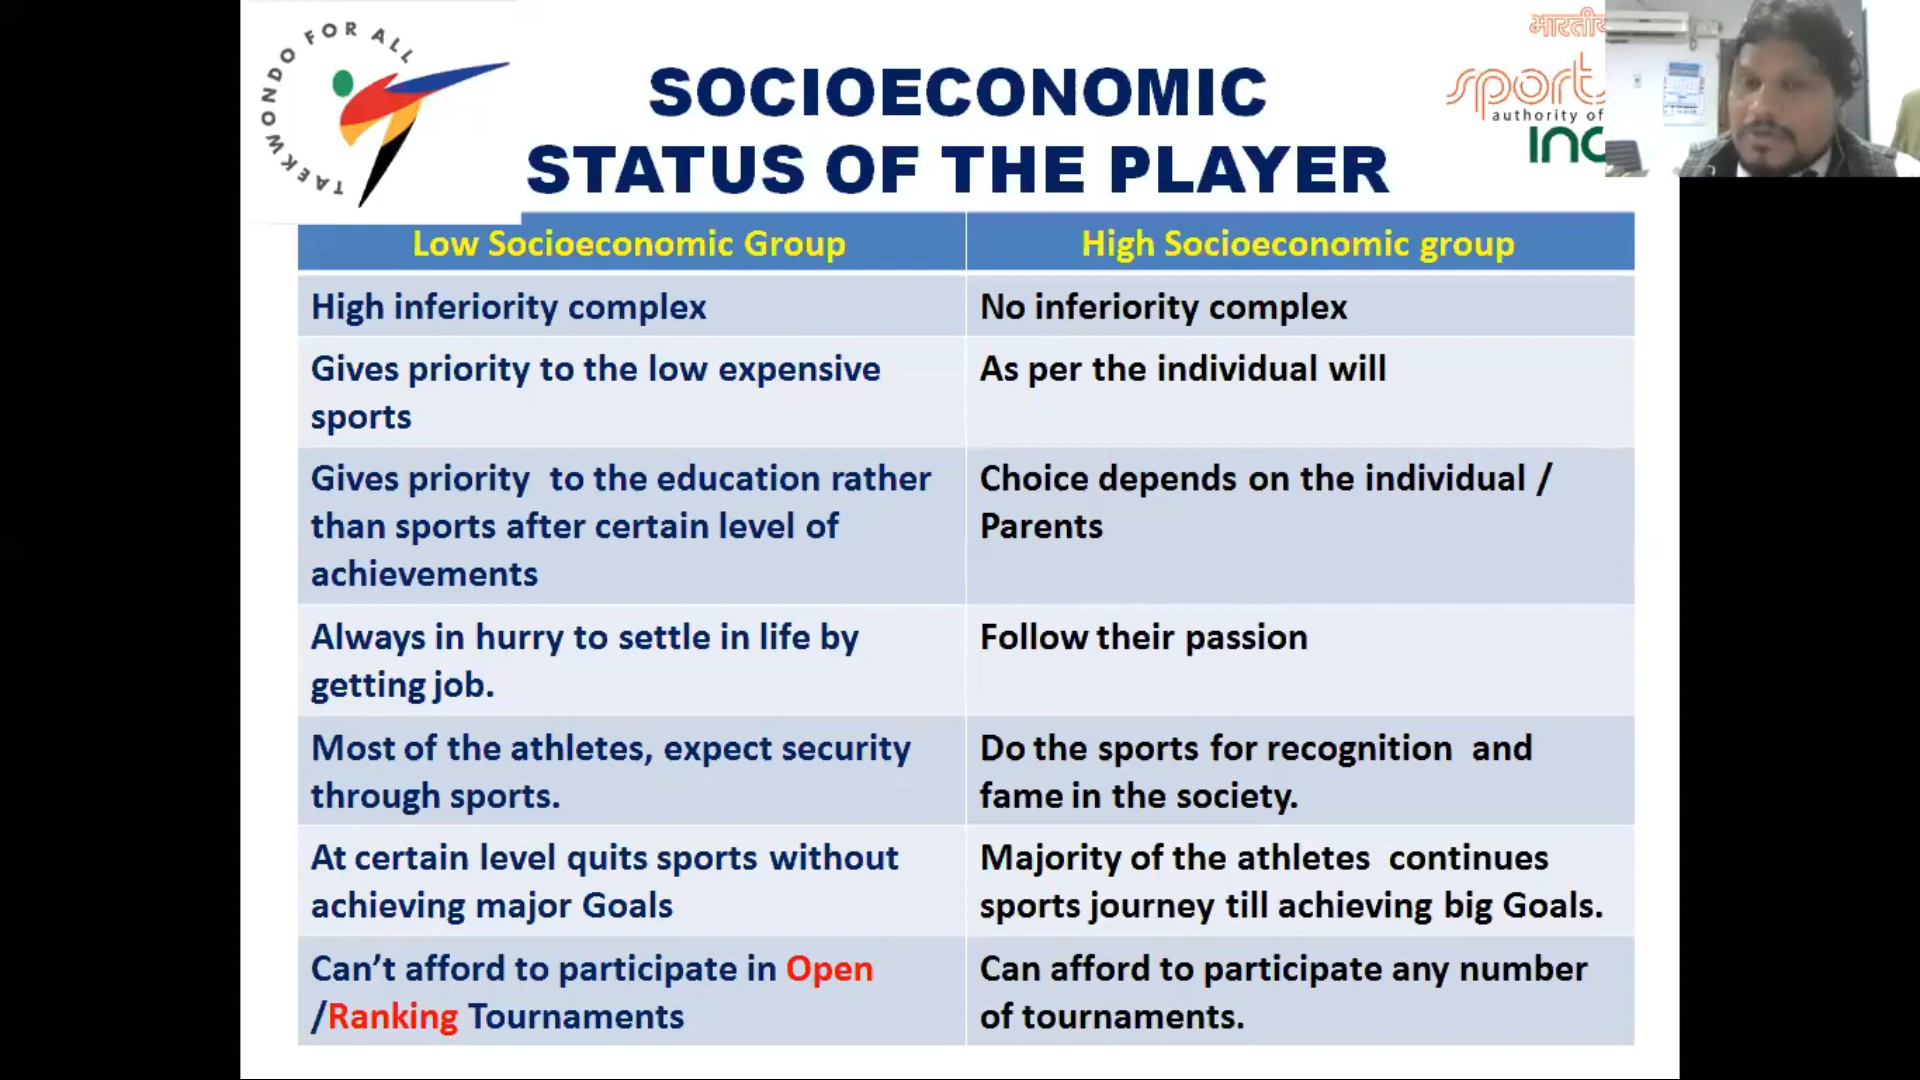 TAEKWONDO FOR ALL
SOCIOECONOMIC
STATUS OF THE PLAYER
भारतीय
sport
authority of
Low Socioeconomic Group
High Socioeconomic group
High inferiority complex
No inferiority complex
Gives priority to the low expensive
sports
As per the individual will
Gives priority  to the education rather
than sports after certain level of
achievements
Choice depends on the individual /
Parents
Always in hurry to settle in life by
getting job.
Follow their passion
Most of the athletes, expect security
through sports.
Do the sports for recognition  and
fame in the society.
At certain level quits sports without
achieving major Goals
Majority of the athletes  continues
sports journey till achieving big Goals.
Can’t afford to participate in Open
/Ranking Tournaments
Can afford to participate any number
of tournaments.